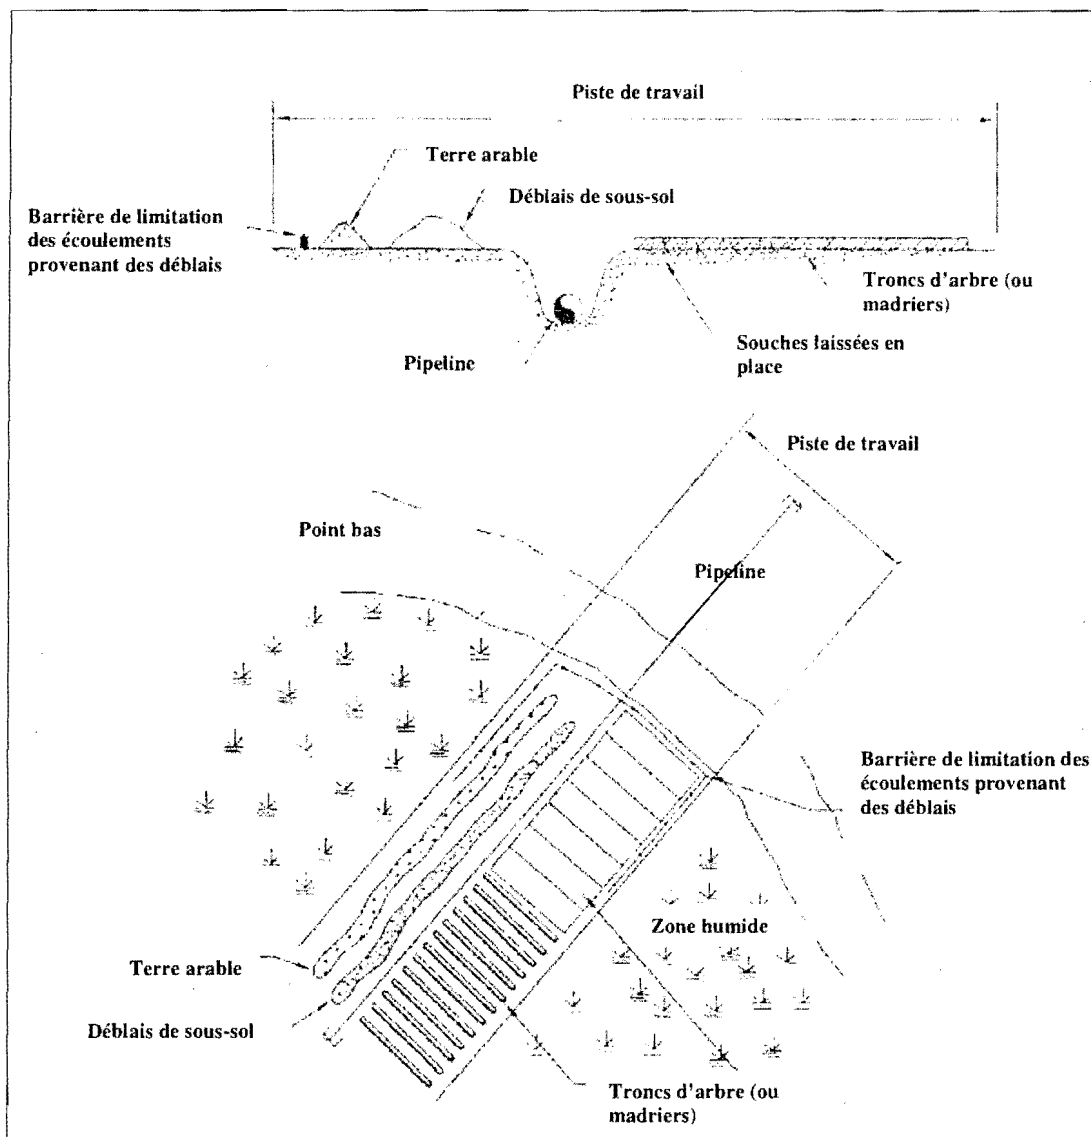 Piste de travail
Terre arable
Déblais de sous-sol
Barrière de limitation
des écoulements
provenant des déblais
Troncs d'arbre (ou
madriers)
Souches laissées en
place
Pipeline
Piste de travail
Point bas
Pipeline
Barrière de limitation des
écoulements provenant
des déblais
Zone humide
Terre arable
Déblais de sous-sol
Troncs d'arbre (ou
madriers)